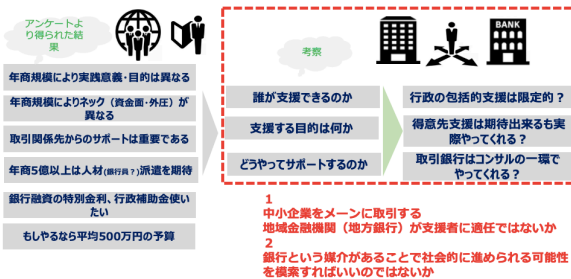 アンケートよ
り得られた結
果
年商規模により実践意義・目的は異なる
年商規模によりネック（資金面・外圧）が
異なる
取引関係先からのサポートは重要である
年商5億以上は人材(銀行員？)派遣を期待
銀行融資の特別金利、行政補助金使い
たい
もしやるなら平均500万円の予算
考察
誰が支援できるのか
支援する目的は何か
どうやってサポートするのか
BANK
行政の包括的支援は限定的？
得意先支援は期待出来るも実
際やってくれる？
取引銀行はコンサルの一環で
やってくれる？
1
中小企業をメーンに取引する
地域金融機関（地方銀行）が支援者に適任ではないか
2
銀行という媒介があることで社会的に進められる可能性
を模索すればいいのではないか